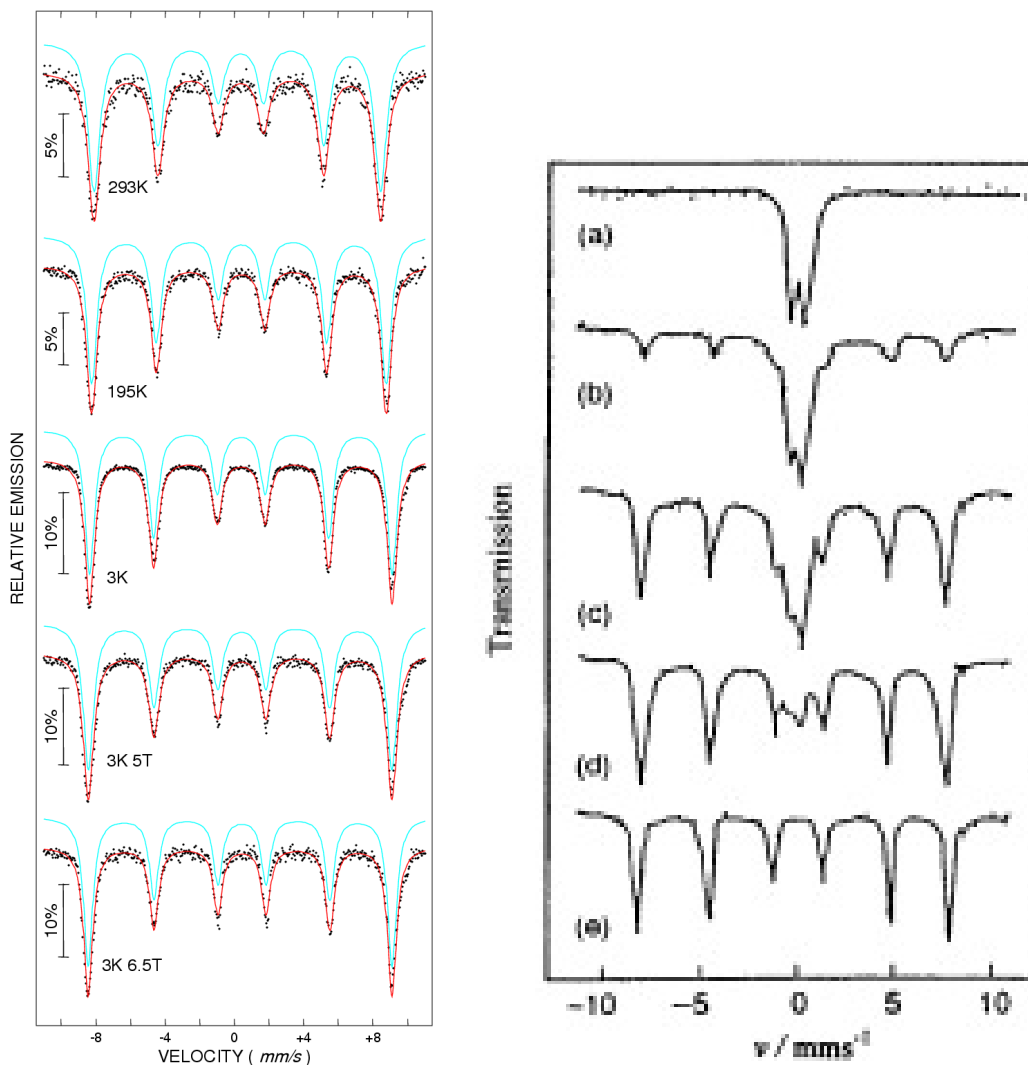 5%
293K
5%
195K
10%
3K
10%
3K 5T
10%
3K 6.5T
RELATIVE EMISSION
-8 -4 0 +4 +8
VELOCITY ( mm/s )
(a)
(b)
(c)
(d)
(e)
Transmission
-10 -5 0 5 10
v / mms⁻¹